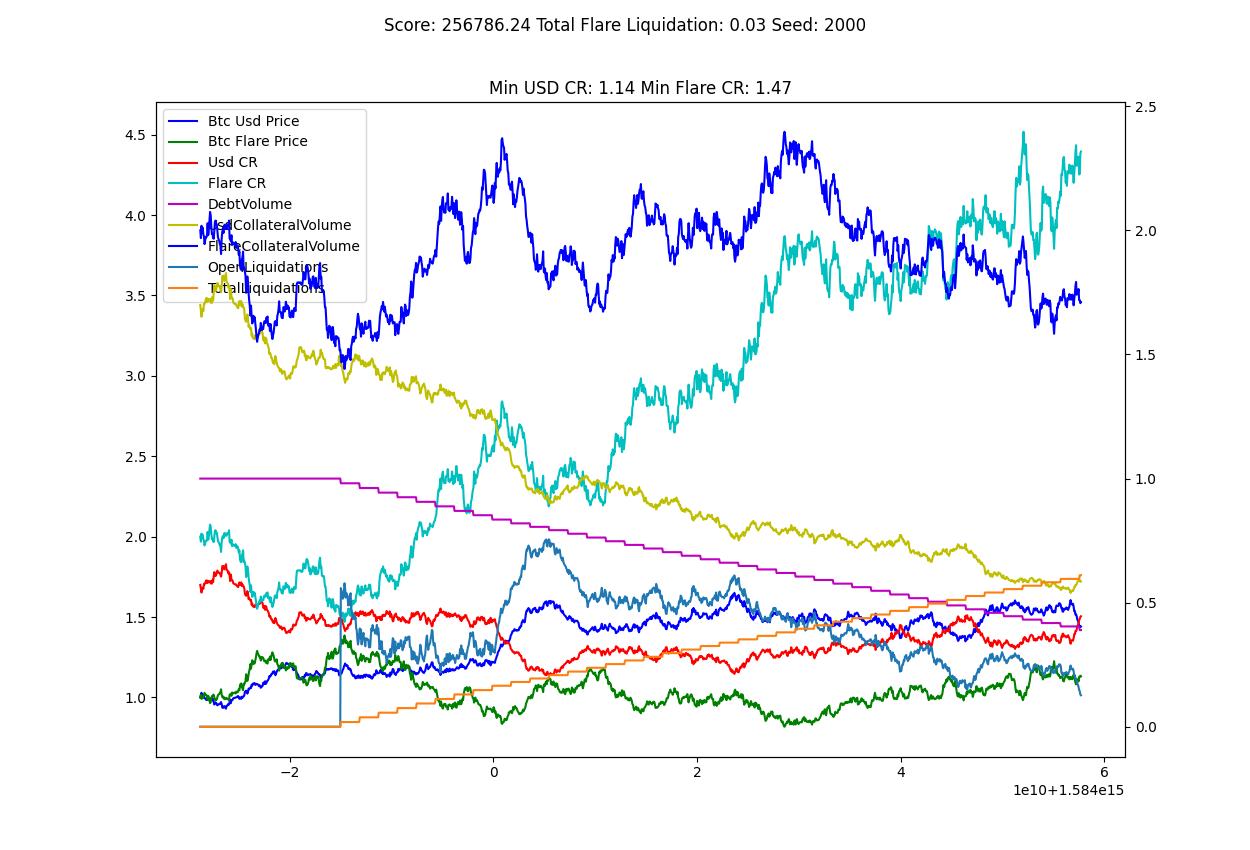 Score: 256786.24 Total Flare Liquidation: 0.03 Seed: 2000
Min USD CR: 1.14 Min Flare CR: 1.47
Btc Usd Price
Btc Flare Price
Usd CR
Flare CR
DebtVolume
UsdCollateralVolume
FlareCollateralVolume
OpenLiquidations
TotalLiquidations
4.5
4.0
3.5
3.0
2.5
2.0
1.5
1.0
2.5
2.0
1.5
1.0
0.5
0.0
−2 0 2 4 6
1e10+1.584e15